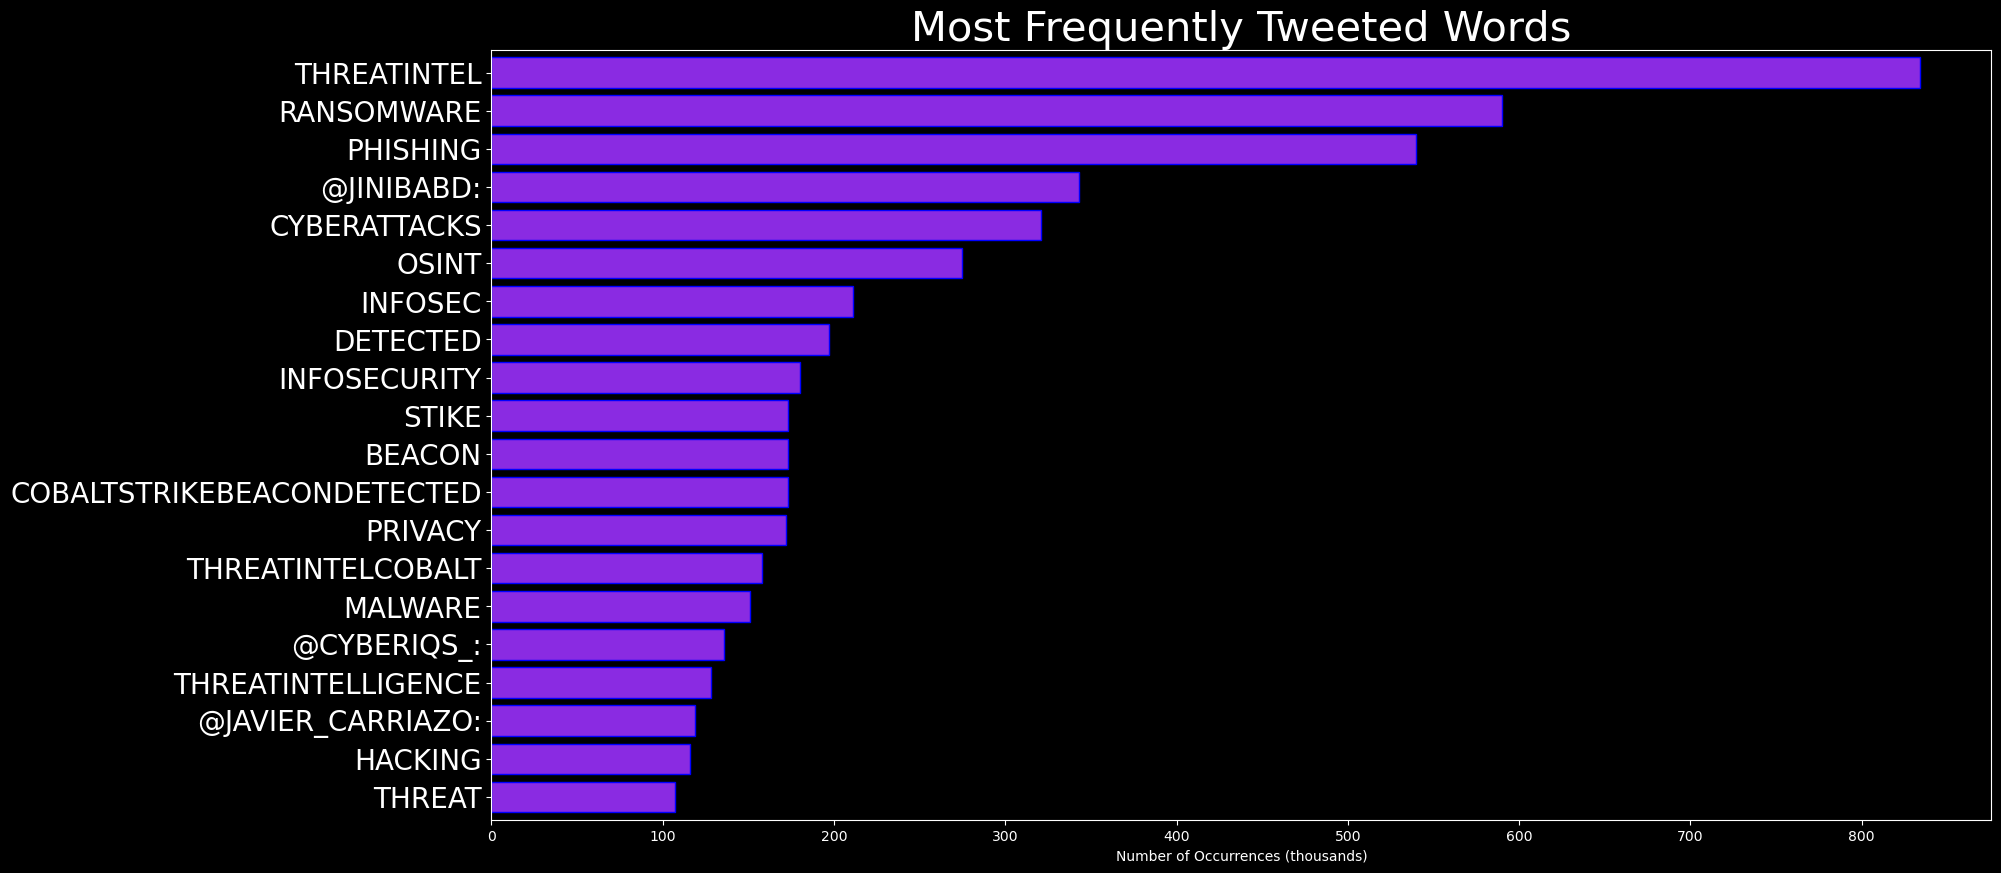 Most Frequently Tweeted Words
THREATINTEL
RANSOMWARE
PHISHING
@JINIBABD:
CYBERATTACKS
OSINT
INFOSEC
DETECTED
INFOSECURITY
STIKE
BEACON
COBALTSTRIKEBEACONDETECTED
PRIVACY
THREATINTELCOBALT
MALWARE
@CYBERIQS_:
THREATINTELLIGENCE
@JAVIER_CARRIAZO:
HACKING
THREAT
0 100 200 300 400 500 600 700 800
Number of Occurrences (thousands)